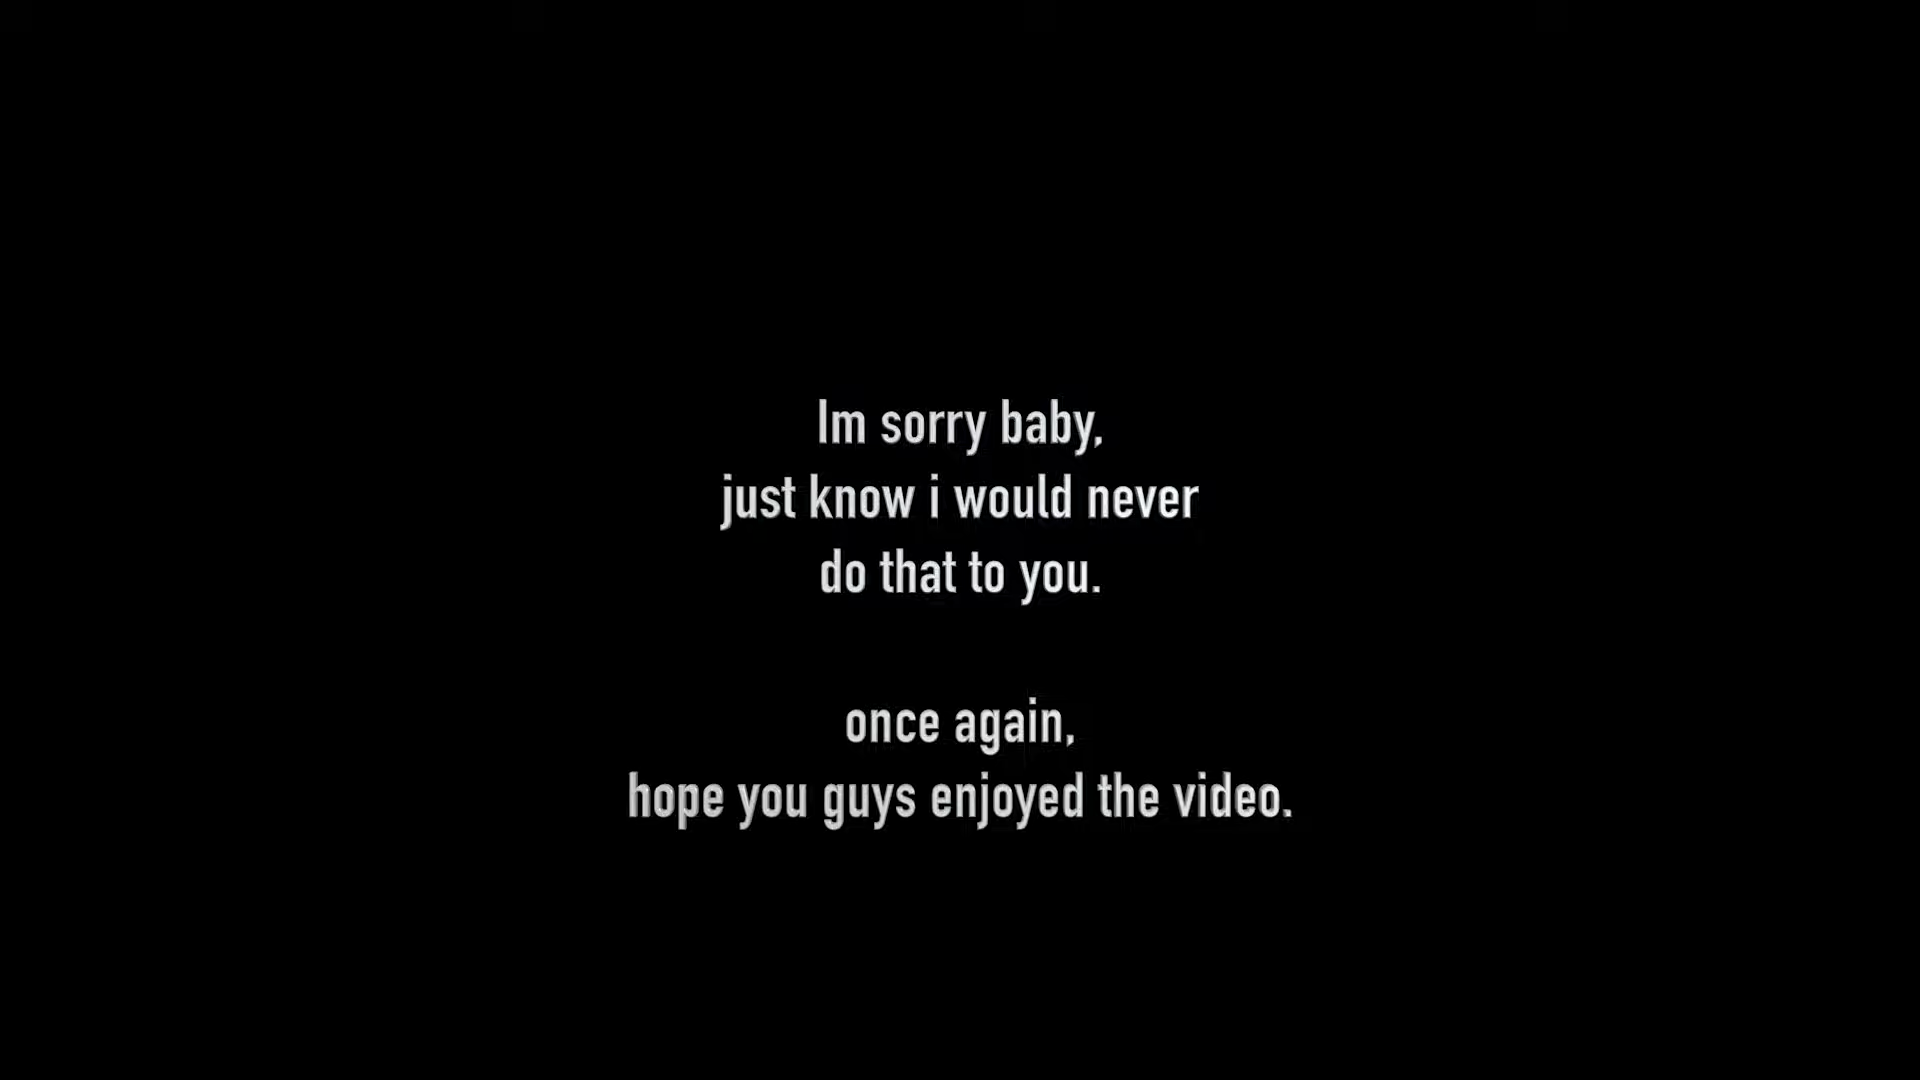 Im sorry baby,
just know i would never
do that to you.
once again,
hope you guys enjoyed the video.